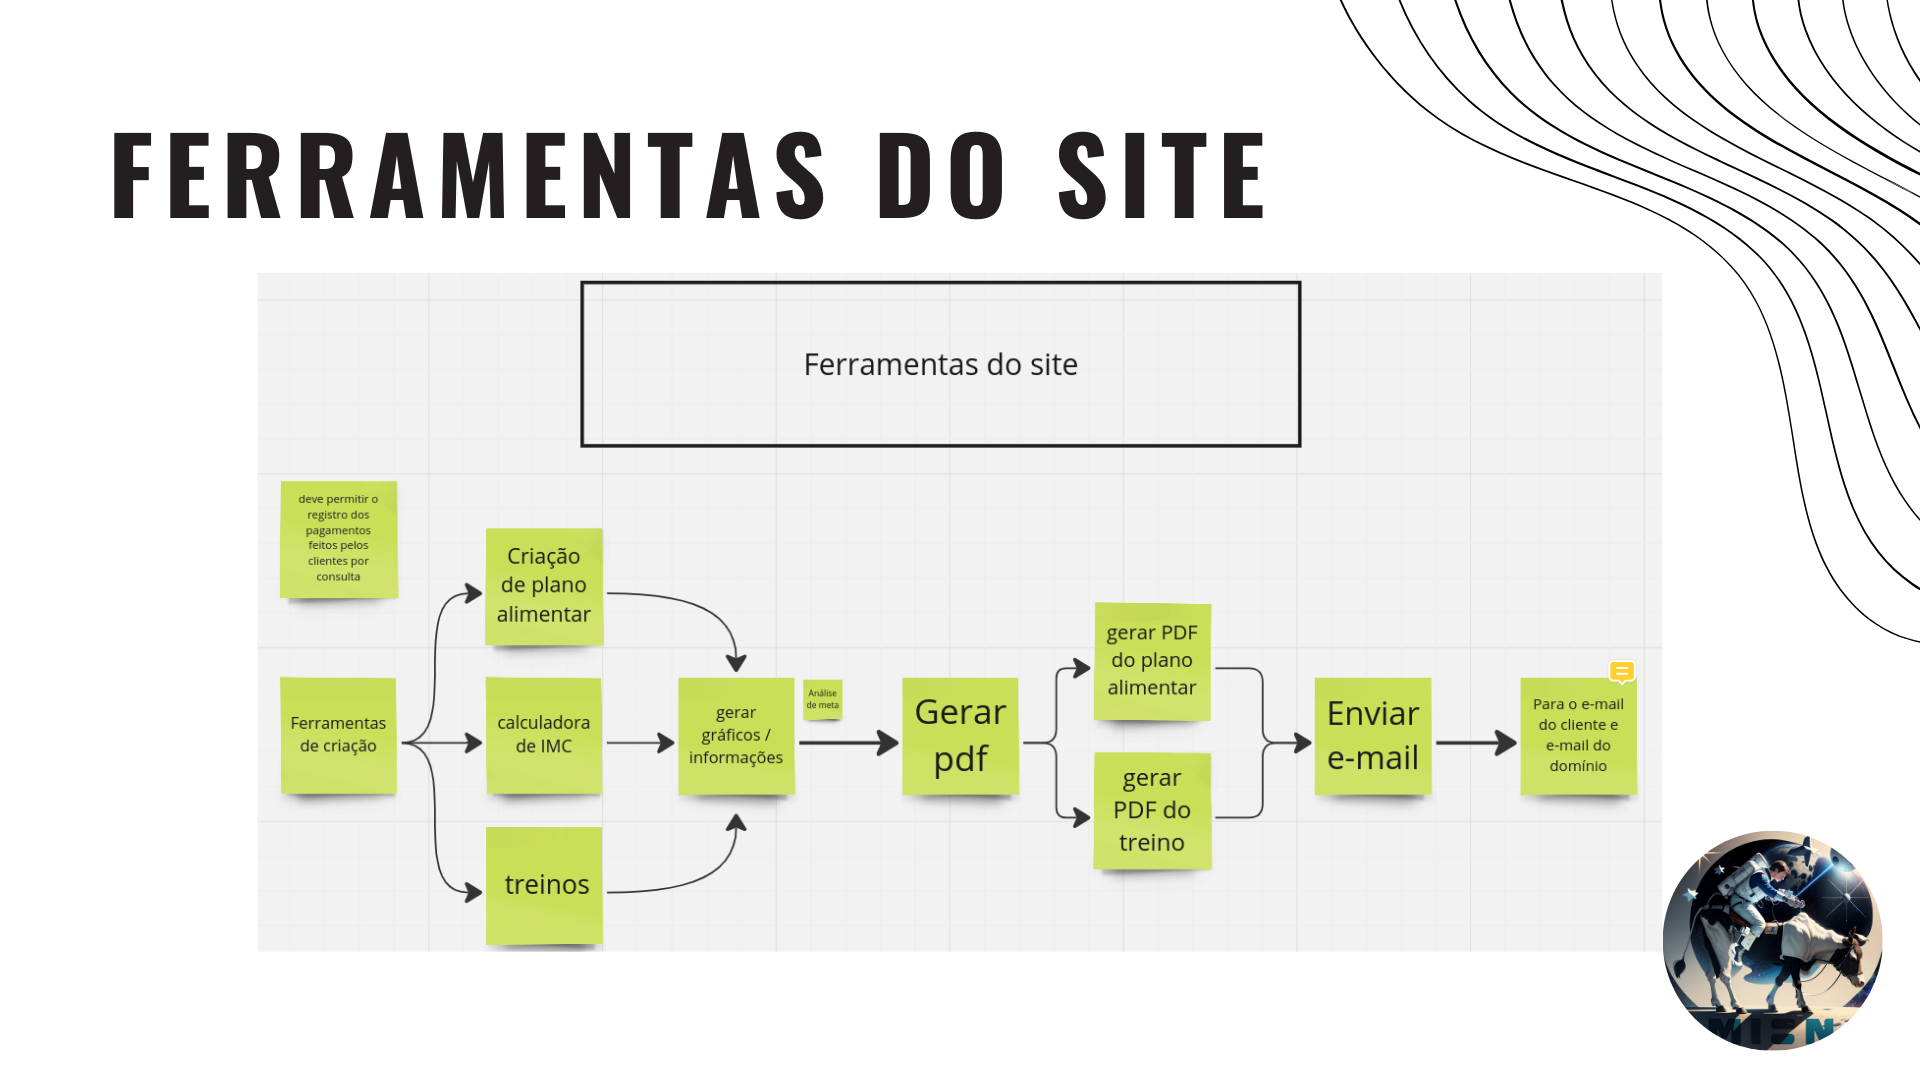 FERRAMENTAS DO SITE
Ferramentas do site
deve permitir o
registro dos
pagamentos
feitos pelos
clientes por
consulta
Ferramentas
de criação
Criação
de plano
alimentar
calculadora
de IMC
treinos
gerar
gráficos /
informações
Análise
de meta
Gerar
pdf
gerar PDF
do plano
alimentar
gerar
PDF do
treino
Enviar
e-mail
Para o e-mail
do cliente e
e-mail do
domínio